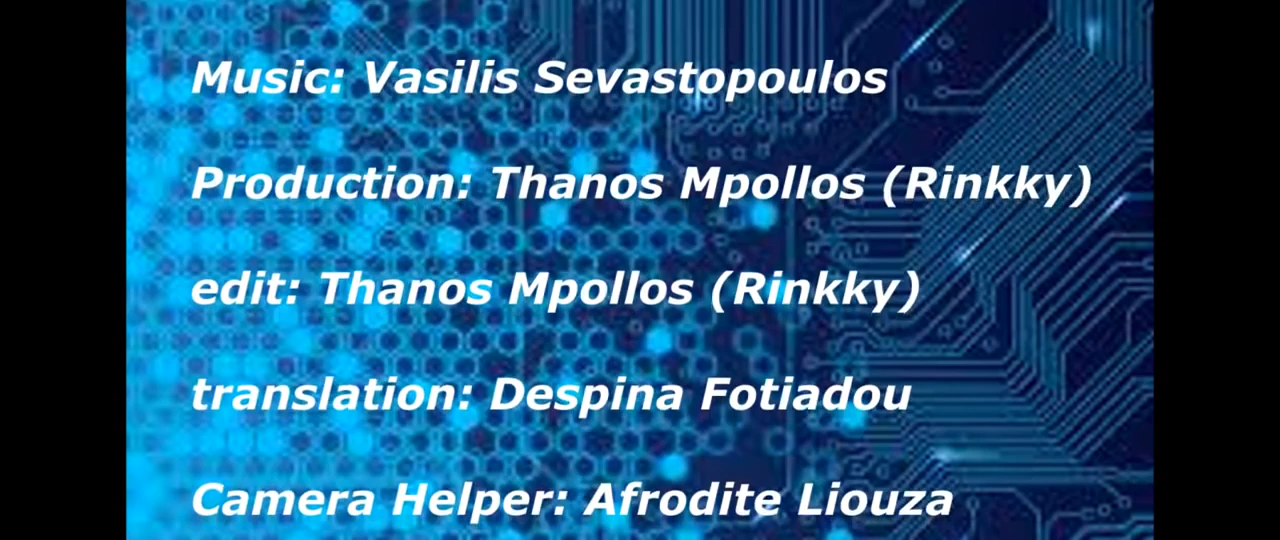 Music: Vasilis Sevastopoulos
Production: Thanos Mpollos (Rinkky)
edit: Thanos Mpollos (Rinkky)
translation: Despina Fotiadou
Camera Helper: Afrodite Liouza